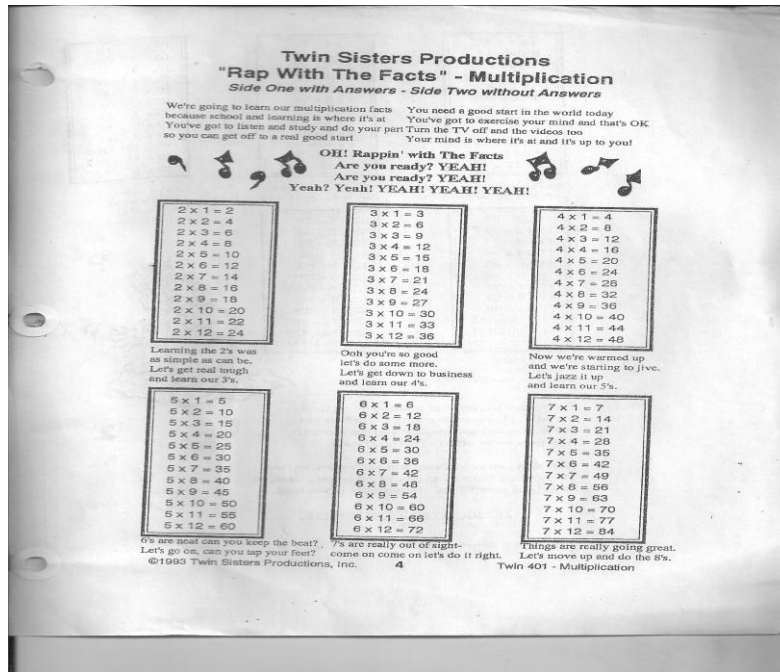 Twin Sisters Productions
"Rap With The Facts" - Multiplication
Side One with Answers - Side Two without Answers
We're going to learn our multiplication facts
because school and learning is where it's at
You've got to listen and study and do your part
so you can get off to a real good start
You need a good start in the world today
You've got to exercise your mind and that's OK
Turn the TV off and the videos too
Your mind is where it's at and it's up to you!
OH! Rappin' with The Facts
Are you ready? YEAH!
Are you ready? YEAH!
Yeah? Yeah! YEAH! YEAH! YEAH!
2 x 1 = 2
2 x 2 = 4
2 x 3 = 6
2 x 4 = 8
2 x 5 = 10
2 x 6 = 12
2 x 7 = 14
2 x 8 = 16
2 x 9 = 18
2 x 10 = 20
2 x 11 = 22
2 x 12 = 24
Learning the 2's was
as simple as can be.
Let's get real tough
and learn our 3's.
3 x 1 = 3
3 x 2 = 6
3 x 3 = 9
3 x 4 = 12
3 x 5 = 15
3 x 6 = 18
3 x 7 = 21
3 x 8 = 24
3 x 9 = 27
3 x 10 = 30
3 x 11 = 33
3 x 12 = 36
Ooh you're so good
let's do some more.
Let's get down to business
and learn our 4's.
4 x 1 = 4
4 x 2 = 8
4 x 3 = 12
4 x 4 = 16
4 x 5 = 20
4 x 6 = 24
4 x 7 = 28
4 x 8 = 32
4 x 9 = 36
4 x 10 = 40
4 x 11 = 44
4 x 12 = 48
Now we're warmed up
and we're starting to jive.
Let's jazz it up
and learn our 5's.
5 x 1 = 5
5 x 2 = 10
5 x 3 = 15
5 x 4 = 20
5 x 5 = 25
5 x 6 = 30
5 x 7 = 35
5 x 8 = 40
5 x 9 = 45
5 x 10 = 50
5 x 11 = 55
5 x 12 = 60
6's are neat can you keep the beat?
Let's go on, can you tap your feet?
6 x 1 = 6
6 x 2 = 12
6 x 3 = 18
6 x 4 = 24
6 x 5 = 30
6 x 6 = 36
6 x 7 = 42
6 x 8 = 48
6 x 9 = 54
6 x 10 = 60
6 x 11 = 66
6 x 12 = 72
7's are really out of sight-
come on come on let's do it right.
7 x 1 = 7
7 x 2 = 14
7 x 3 = 21
7 x 4 = 28
7 x 5 = 35
7 x 6 = 42
7 x 7 = 49
7 x 8 = 56
7 x 9 = 63
7 x 10 = 70
7 x 11 = 77
7 x 12 = 84
Things are really going great.
Let's move up and do the 8's.
©1993 Twin Sisters Productions, Inc.
4
Twin 401 - Multiplication